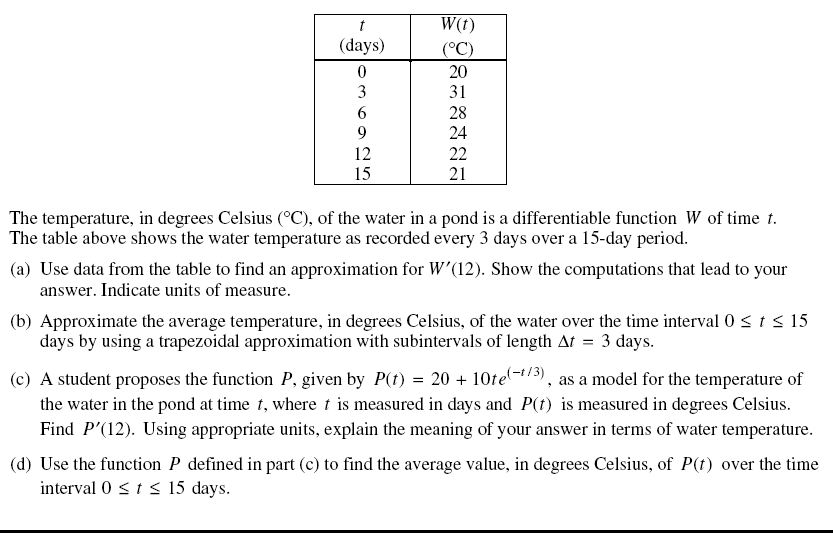 t W(t)
(days) (°C)
0 20
3 31
6 28
9 24
12 22
15 21
The temperature, in degrees Celsius (°C), of the water in a pond is a differentiable function W of time t.
The table above shows the water temperature as recorded every 3 days over a 15-day period.
(a) Use data from the table to find an approximation for W′(12). Show the computations that lead to your
answer. Indicate units of measure.
(b) Approximate the average temperature, in degrees Celsius, of the water over the time interval 0 ≤ t ≤ 15
days by using a trapezoidal approximation with subintervals of length Δt = 3 days.
(c) A student proposes the function P, given by P(t) = 20 + 10te^(−t/3), as a model for the temperature of
the water in the pond at time t, where t is measured in days and P(t) is measured in degrees Celsius.
Find P′(12). Using appropriate units, explain the meaning of your answer in terms of water temperature.
(d) Use the function P defined in part (c) to find the average value, in degrees Celsius, of P(t) over the time
interval 0 ≤ t ≤ 15 days.